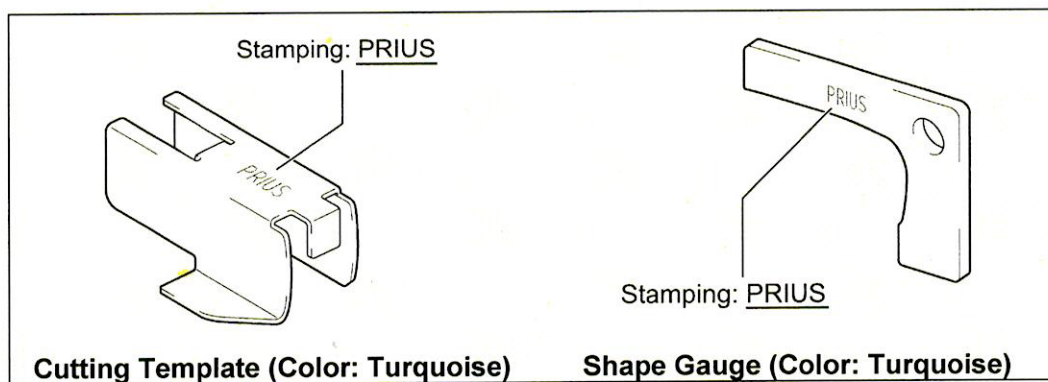 Stamping: PRIUS
PRIUS
PRIUS
Stamping: PRIUS
Cutting Template (Color: Turquoise)
Shape Gauge (Color: Turquoise)